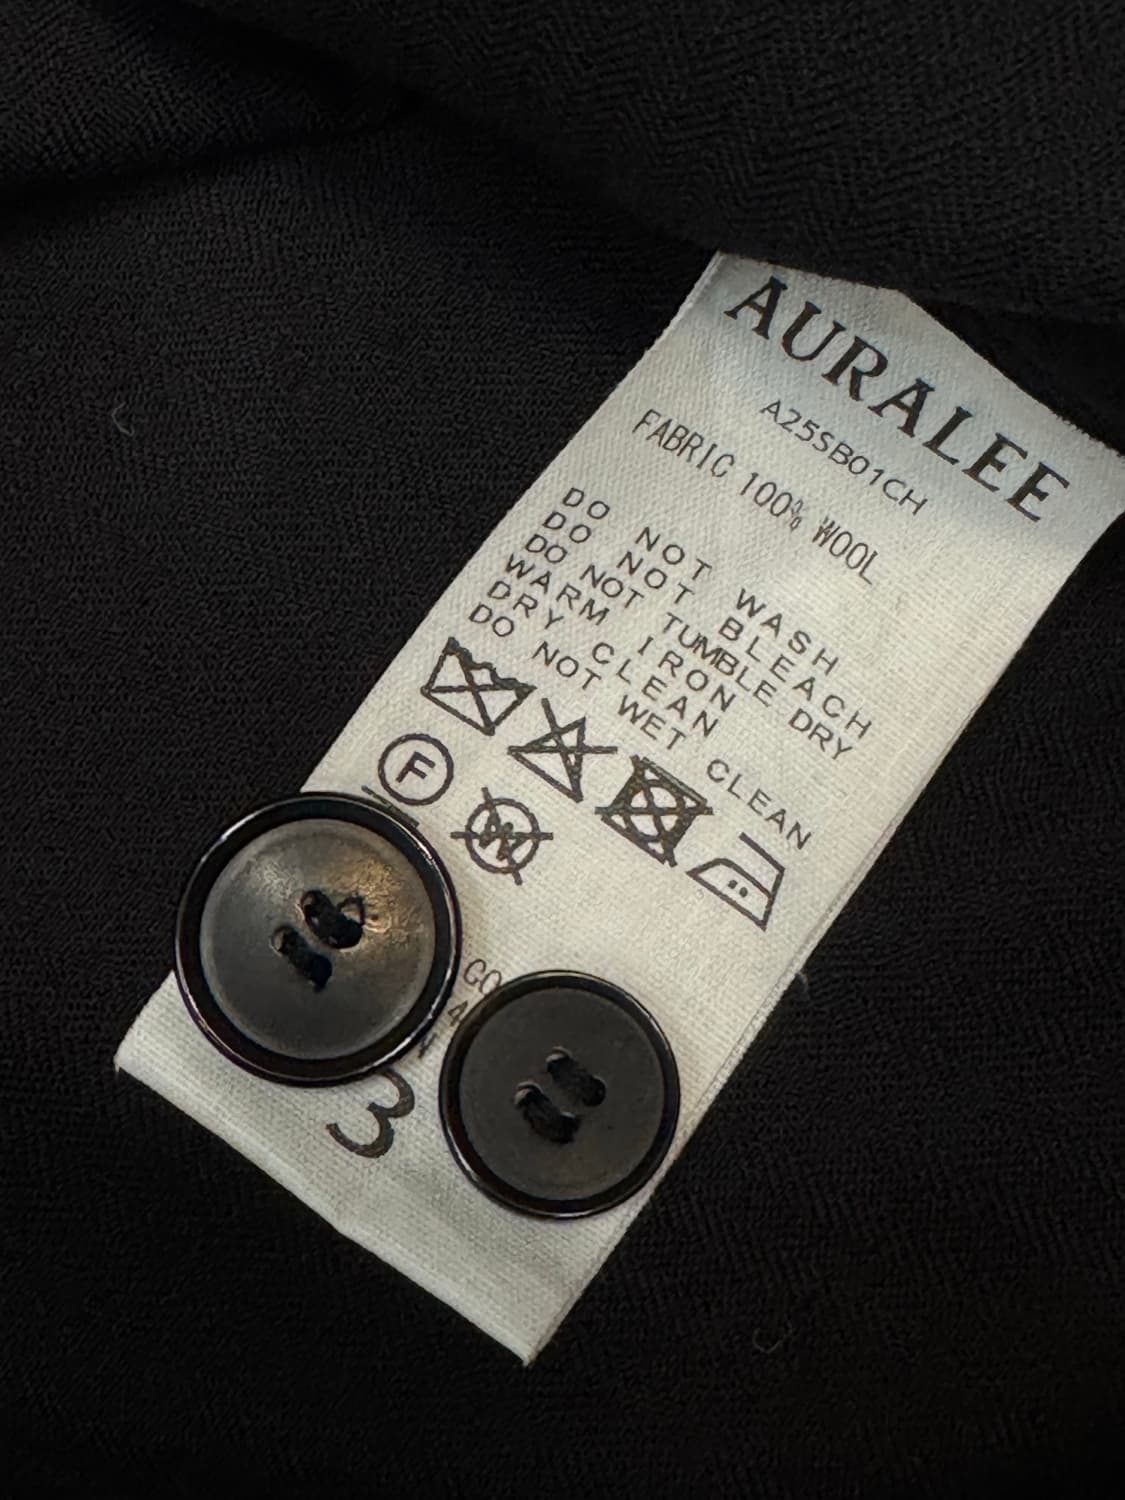 AURALEE
A25SB01CH
FABRIC 100% WOOL
DO NOT WASH
DO NOT BLEACH
DO NOT TUMBLE DRY
WARM IRON
DRY CLEAN
DO NOT WET CLEAN
F
W
3